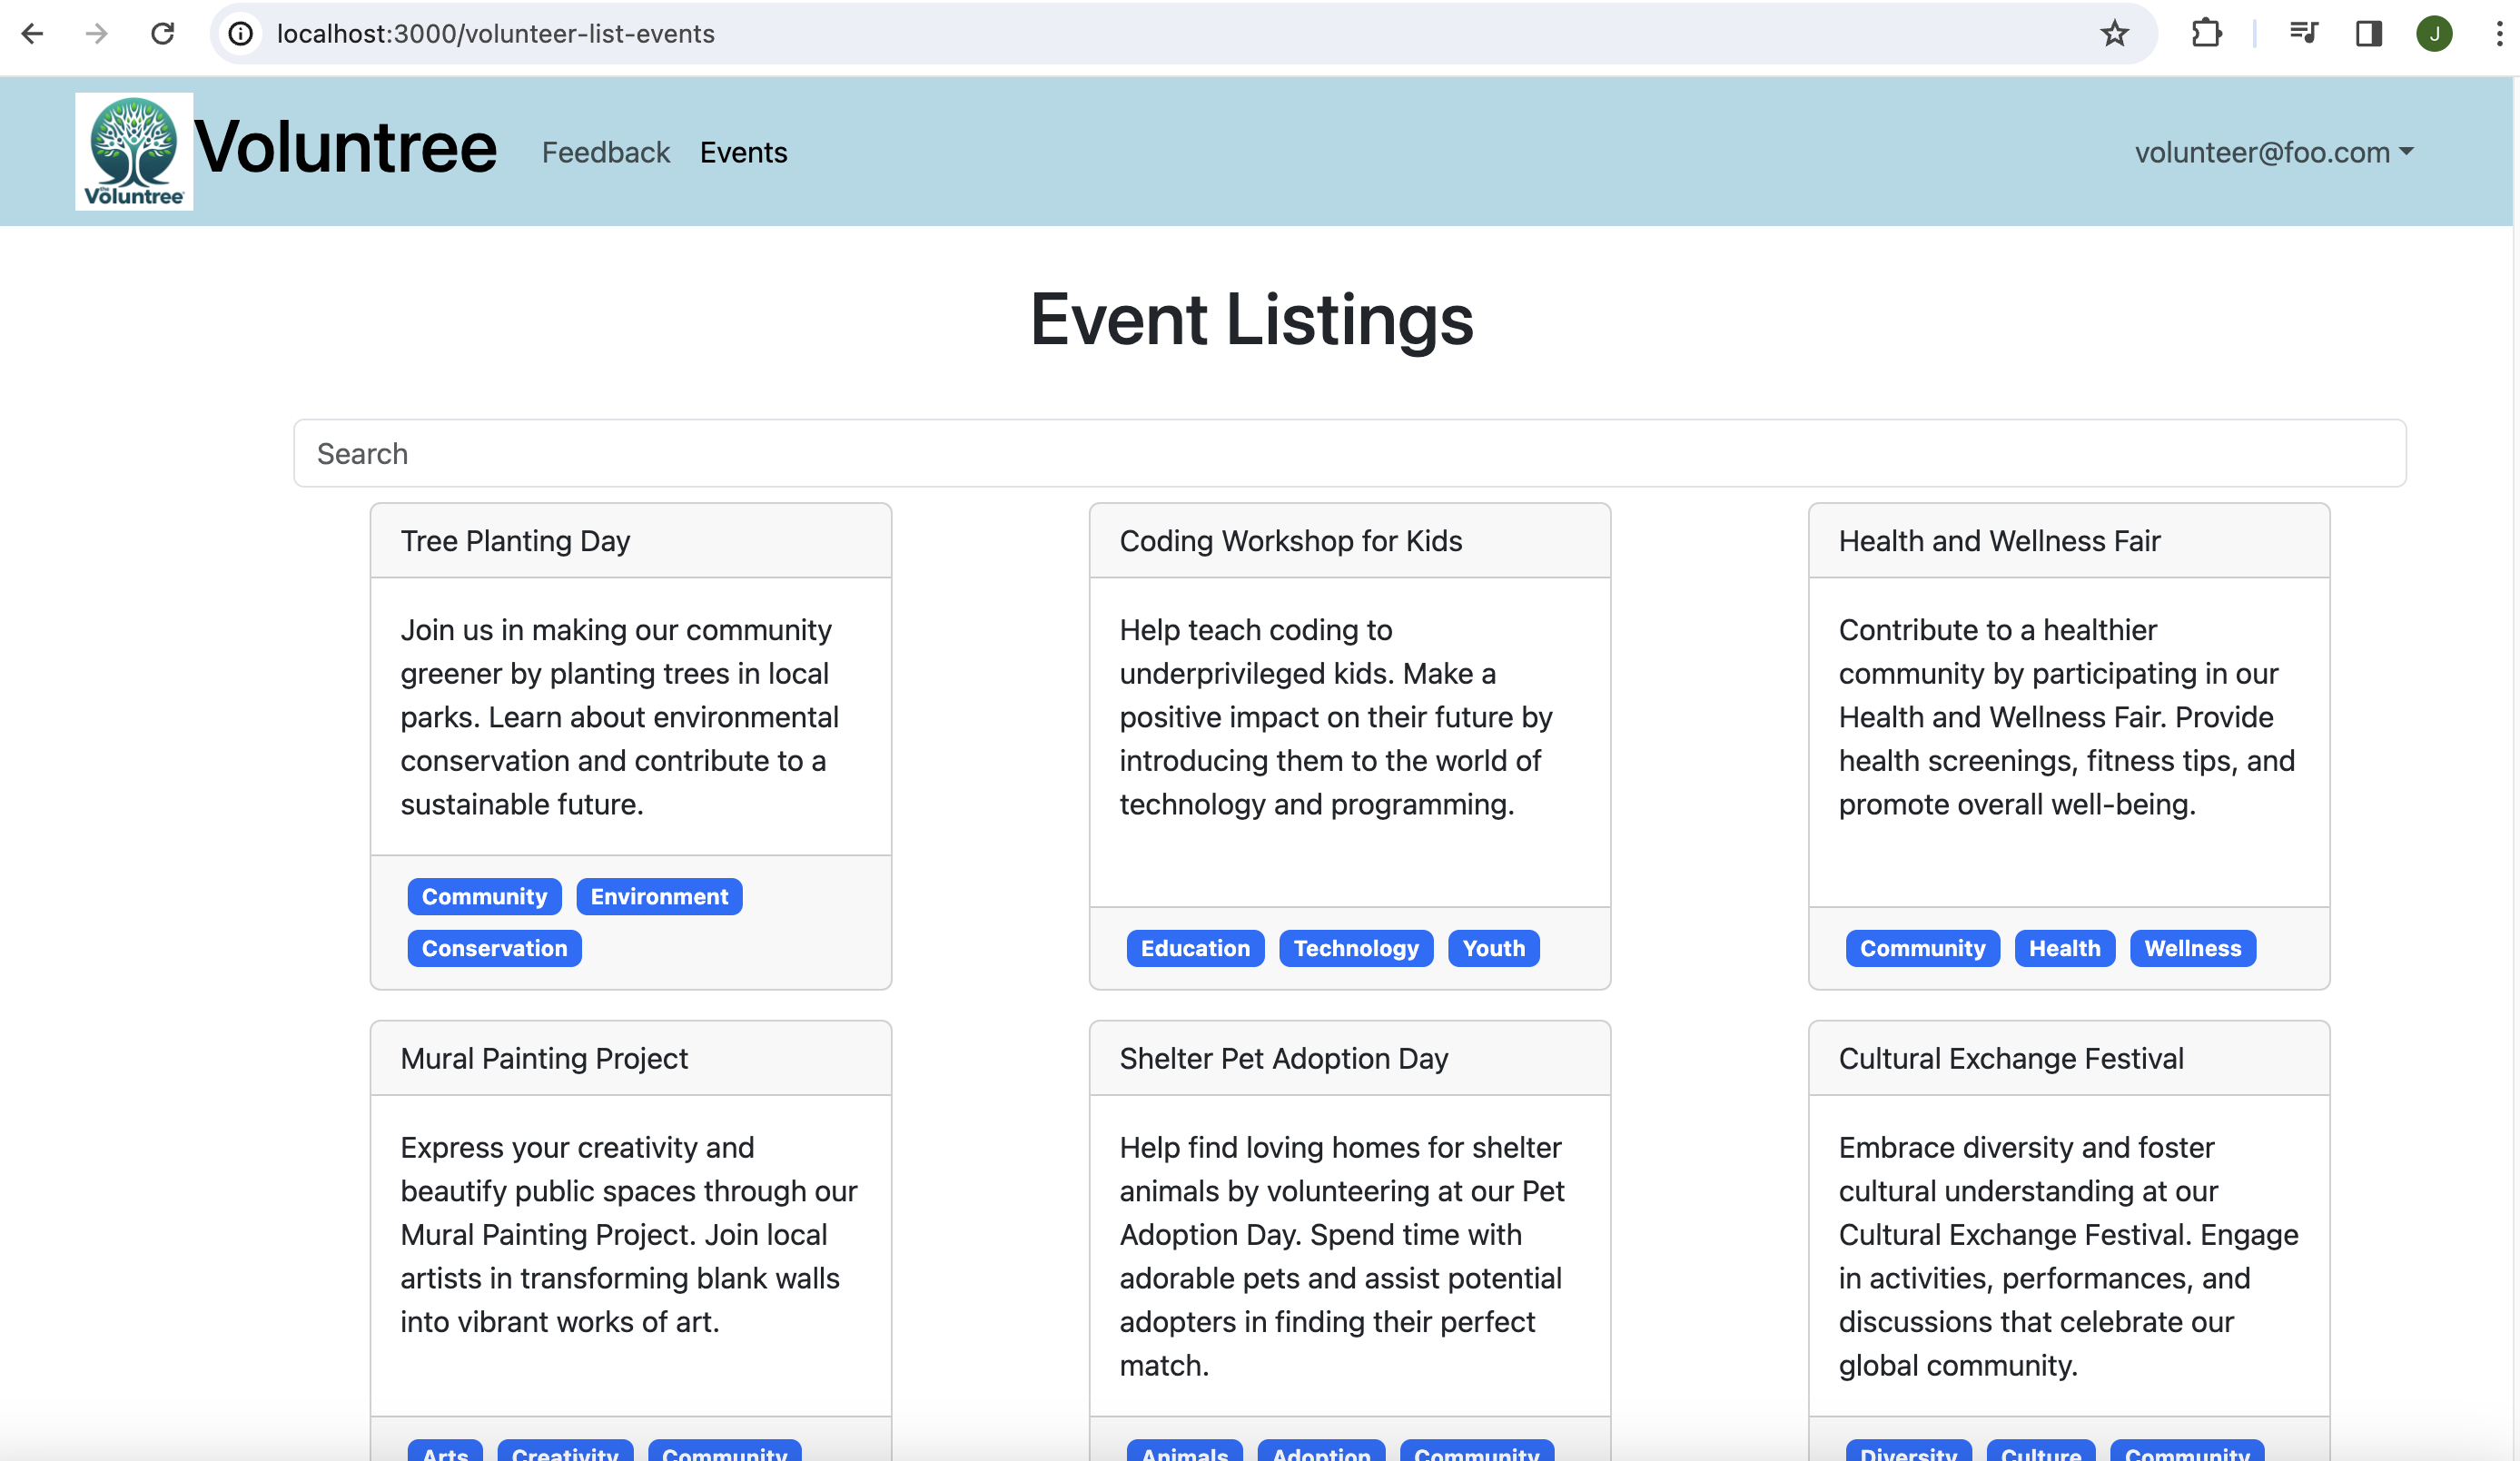 localhost:3000/volunteer-list-events
J
the
Voluntree
Voluntree Feedback Events volunteer@foo.com
Event Listings
Search
Tree Planting Day
Join us in making our community
greener by planting trees in local
parks. Learn about environmental
conservation and contribute to a
sustainable future.
Community Environment
Conservation
Coding Workshop for Kids
Help teach coding to
underprivileged kids. Make a
positive impact on their future by
introducing them to the world of
technology and programming.
Education Technology Youth
Health and Wellness Fair
Contribute to a healthier
community by participating in our
Health and Wellness Fair. Provide
health screenings, fitness tips, and
promote overall well-being.
Community Health Wellness
Mural Painting Project
Express your creativity and
beautify public spaces through our
Mural Painting Project. Join local
artists in transforming blank walls
into vibrant works of art.
Arts Creativity Community
Shelter Pet Adoption Day
Help find loving homes for shelter
animals by volunteering at our Pet
Adoption Day. Spend time with
adorable pets and assist potential
adopters in finding their perfect
match.
Animals Adoption Community
Cultural Exchange Festival
Embrace diversity and foster
cultural understanding at our
Cultural Exchange Festival. Engage
in activities, performances, and
discussions that celebrate our
global community.
Diversity Culture Community